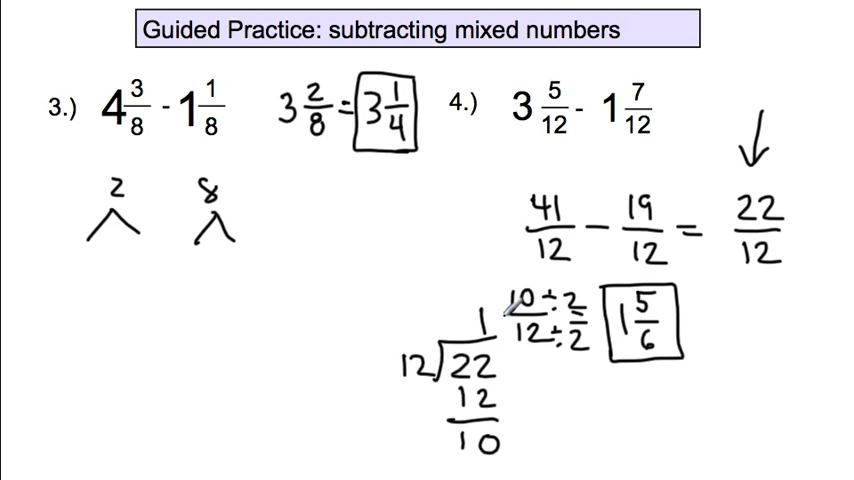 Guided Practice: subtracting mixed numbers
3.) 4 3/8 - 1 1/8
3 2/8 = 3 1/4
2 8
4.) 3 5/12 - 1 7/12
41/12 - 19/12 = 22/12
1 10/12 ÷ 2/2 = 1 5/6
12)22
12
10